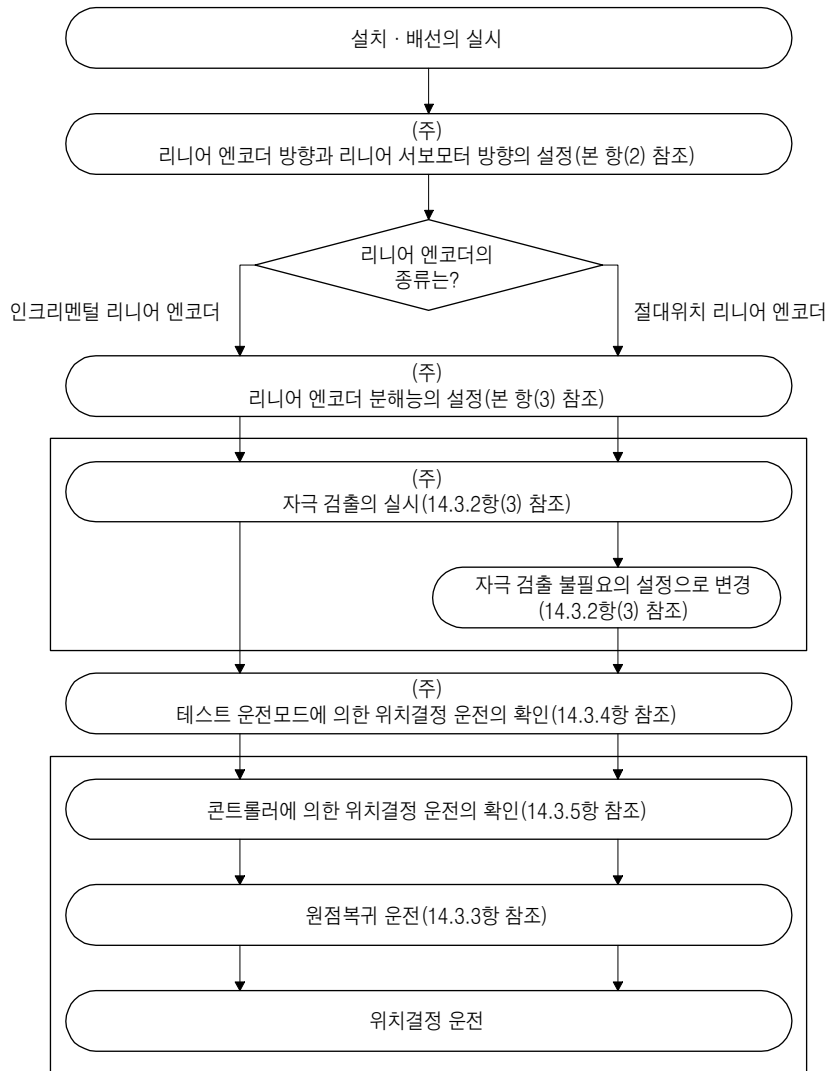 설치 · 배선의 실시
(주)
리니어 엔코더 방향과 리니어 서보모터 방향의 설정(본 항(2) 참조)
리니어 엔코더의
종류는?
인크리멘털 리니어 엔코더
절대위치 리니어 엔코더
(주)
리니어 엔코더 분해능의 설정(본 항(3) 참조)
(주)
자극 검출의 실시(14.3.2항(3) 참조)
자극 검출 불필요의 설정으로 변경
(14.3.2항(3) 참조)
(주)
테스트 운전모드에 의한 위치결정 운전의 확인(14.3.4항 참조)
콘트롤러에 의한 위치결정 운전의 확인(14.3.5항 참조)
원점복귀 운전(14.3.3항 참조)
위치결정 운전